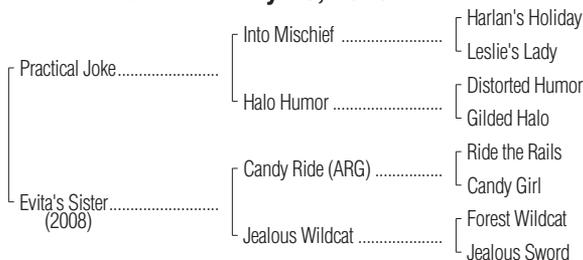 Harlan's Holiday
Into Mischief ....................
Leslie's Lady
Practical Joke....................
Distorted Humor
Halo Humor ......................
Gilded Halo
Ride the Rails
Candy Ride (ARG) .............
Candy Girl
Evita's Sister......................
(2008)
Forest Wildcat
Jealous Wildcat .................
Jealous Sword